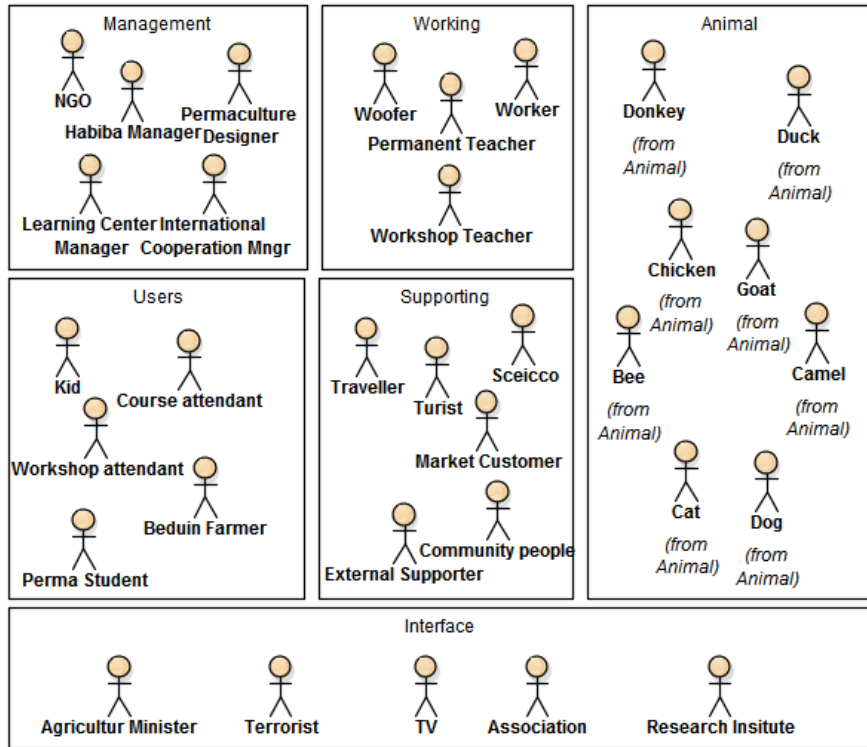 Management
NGO
Habiba Manager
Permaculture
Designer
Learning Center
Manager
International
Cooperation Mngr
Working
Woofer
Permanent Teacher
Worker
Workshop Teacher
Animal
Donkey
(from
Animal)
Duck
(from
Animal)
Chicken
(from
Animal)
Goat
(from
Animal)
Bee
(from
Animal)
Camel
(from
Animal)
Cat
(from
Animal)
Dog
(from
Animal)
Users
Kid
Course attendant
Workshop attendant
Beduin Farmer
Perma Student
Supporting
Traveller
Turist
Sceicco
Market Customer
Community people
External Supporter
Interface
Agricultur Minister
Terrorist
TV
Association
Research Insitute